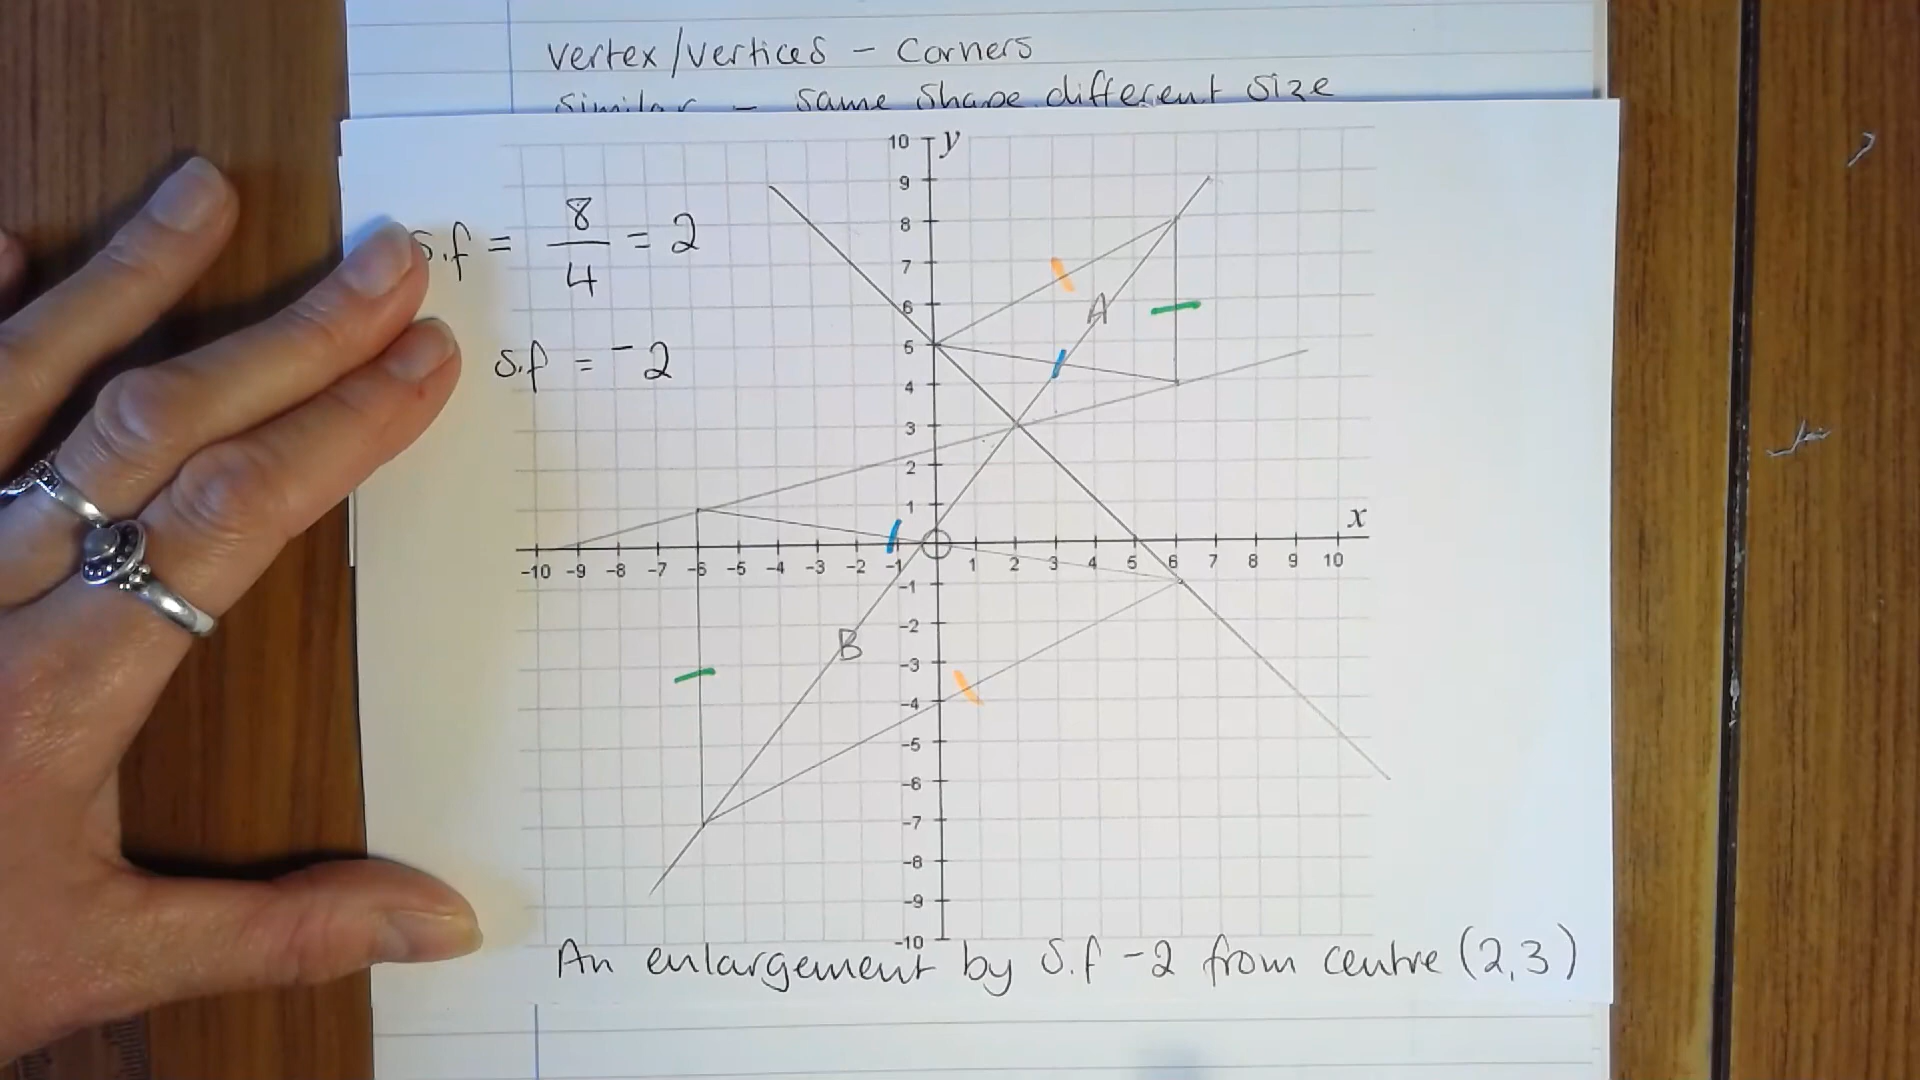 vertex/vertices - corners
similar - same shape different size
s.f = 8/4 = 2
s.f = -2
y
10
9
8
7
6
5
4
3
2
1
A
x
-10 -9 -8 -7 -6 -5 -4 -3 -2 -1 1 2 3 4 5 6 7 8 9 10
-1
-2
B
-3
-4
-5
-6
-7
-8
-9
-10
An enlargement by s.f -2 from centre (2,3)